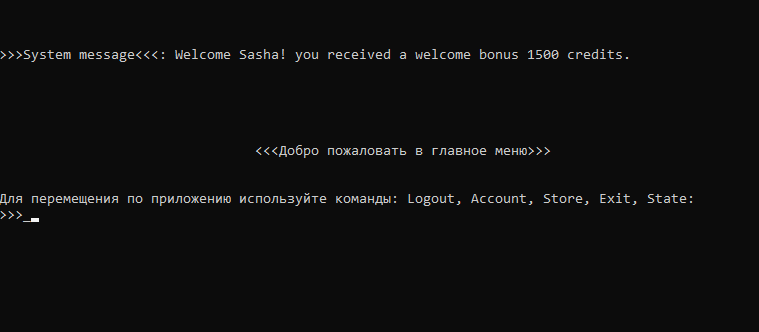 >>>System message<<<: Welcome Sasha! you received a welcome bonus 1500 credits.
<<<Добро пожаловать в главное меню>>>
Для перемещения по приложению используйте команды: Logout, Account, Store, Exit, State:
>>>_